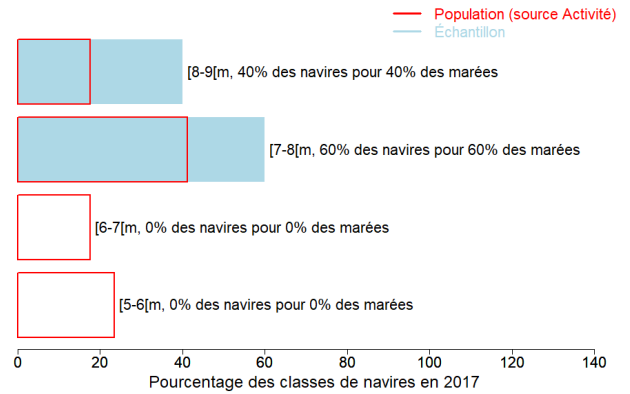 Population (source Activité)
Échantillon
[8-9[m, 40% des navires pour 40% des marées
[7-8[m, 60% des navires pour 60% des marées
[6-7[m, 0% des navires pour 0% des marées
[5-6[m, 0% des navires pour 0% des marées
0 20 40 60 80 100 120 140
Pourcentage des classes de navires en 2017